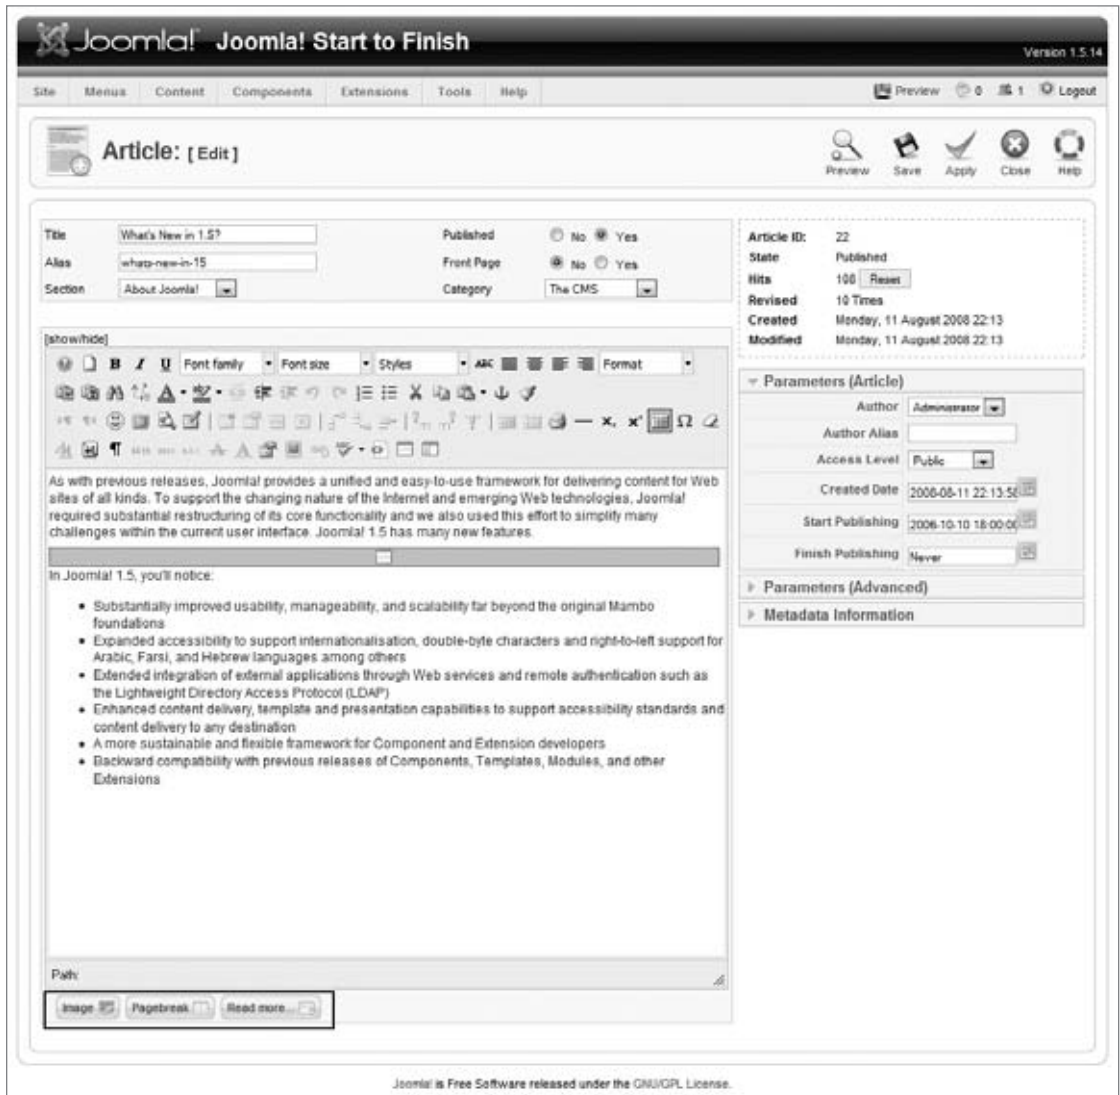 Joomla! Joomla! Start to Finish
Version 1.5.14
Site Menus Content Components Extensions Tools Help Preview 0 1 Logout
Article: [ Edit ]
Preview Save Apply Close Help
Title What's New in 1.5? Published No Yes
Alias whats-new-in-15 Front Page No Yes
Section About Joomla! Category The CMS
[show/hide]
B I U Font family Font size Styles ABC Format
As with previous releases, Joomla! provides a unified and easy-to-use framework for delivering content for Web
sites of all kinds. To support the changing nature of the Internet and emerging Web technologies, Joomla!
required substantial restructuring of its core functionality and we also used this effort to simplify many
challenges within the current user interface. Joomla! 1.5 has many new features.
In Joomla! 1.5, you'll notice:
• Substantially improved usability, manageability, and scalability far beyond the original Mambo
foundations
• Expanded accessibility to support internationalisation, double-byte characters and right-to-left support for
Arabic, Farsi, and Hebrew languages among others
• Extended integration of external applications through Web services and remote authentication such as
the Lightweight Directory Access Protocol (LDAP)
• Enhanced content delivery, template and presentation capabilities to support accessibility standards and
content delivery to any destination
• A more sustainable and flexible framework for Component and Extension developers
• Backward compatibility with previous releases of Components, Templates, Modules, and other
Extensions
Path:
Image Pagebreak Read more...
Article ID: 22
State Published
Hits 108 Reset
Revised 10 Times
Created Monday, 11 August 2008 22:13
Modified Monday, 11 August 2008 22:13
Parameters (Article)
Author Administrator
Author Alias
Access Level Public
Created Date 2008-08-11 22:13:58
Start Publishing 2006-10-10 18:00:00
Finish Publishing Never
Parameters (Advanced)
Metadata Information
Joomla! is Free Software released under the GNU/GPL License.